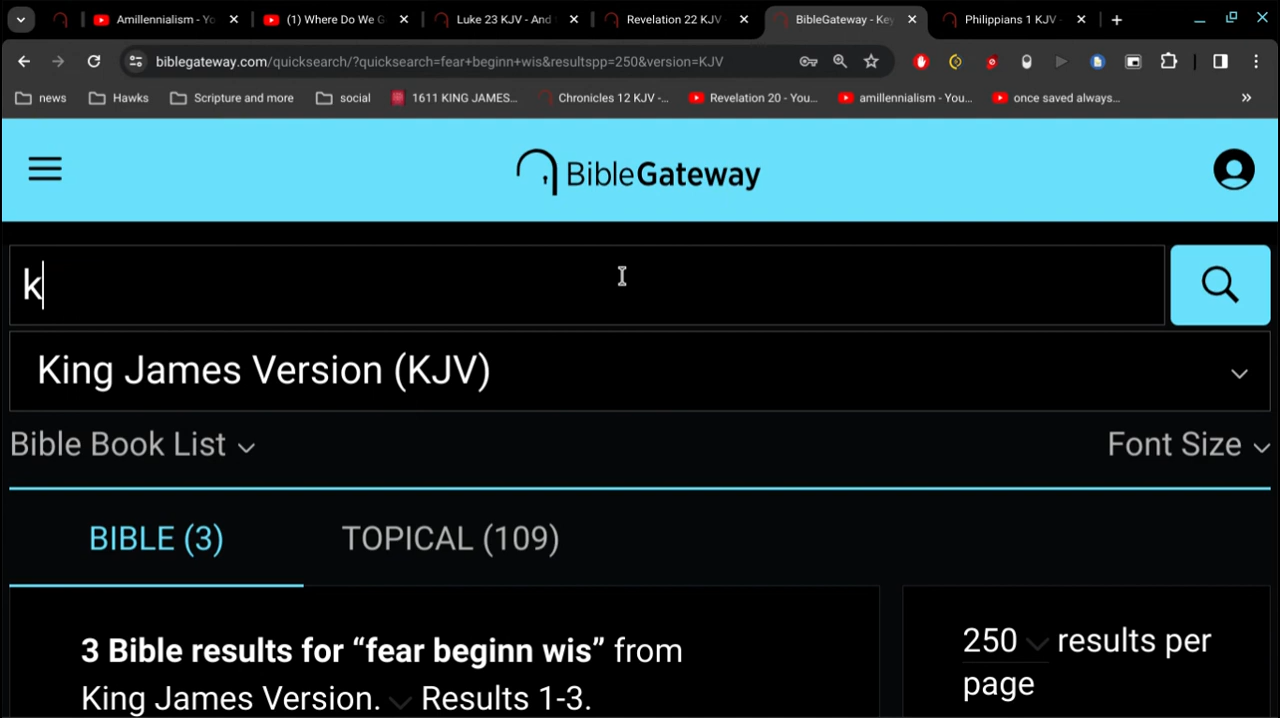 Amillennialism - Yo
(1) Where Do We G
Luke 23 KJV - And
Revelation 22 KJV
BibleGateway - Key
Philippians 1 KJV
biblegateway.com/quicksearch/?quicksearch=fear+beginn+wis&resultspp=250&version=KJV
news
Hawks
Scripture and more
social
1611 KING JAMES...
Chronicles 12 KJV -...
Revelation 20 - You...
amillennialism - You...
once saved always...
BibleGateway
k
King James Version (KJV)
Bible Book List
Font Size
BIBLE (3)
TOPICAL (109)
3 Bible results for “fear beginn wis” from
King James Version. Results 1-3.
250 results per
page